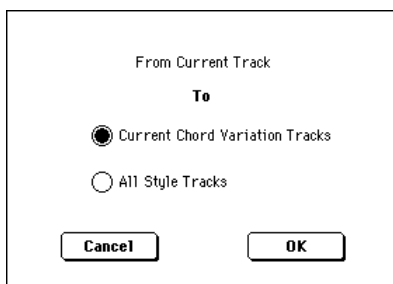 From Current Track
To
Current Chord Variation Tracks
All Style Tracks
Cancel OK